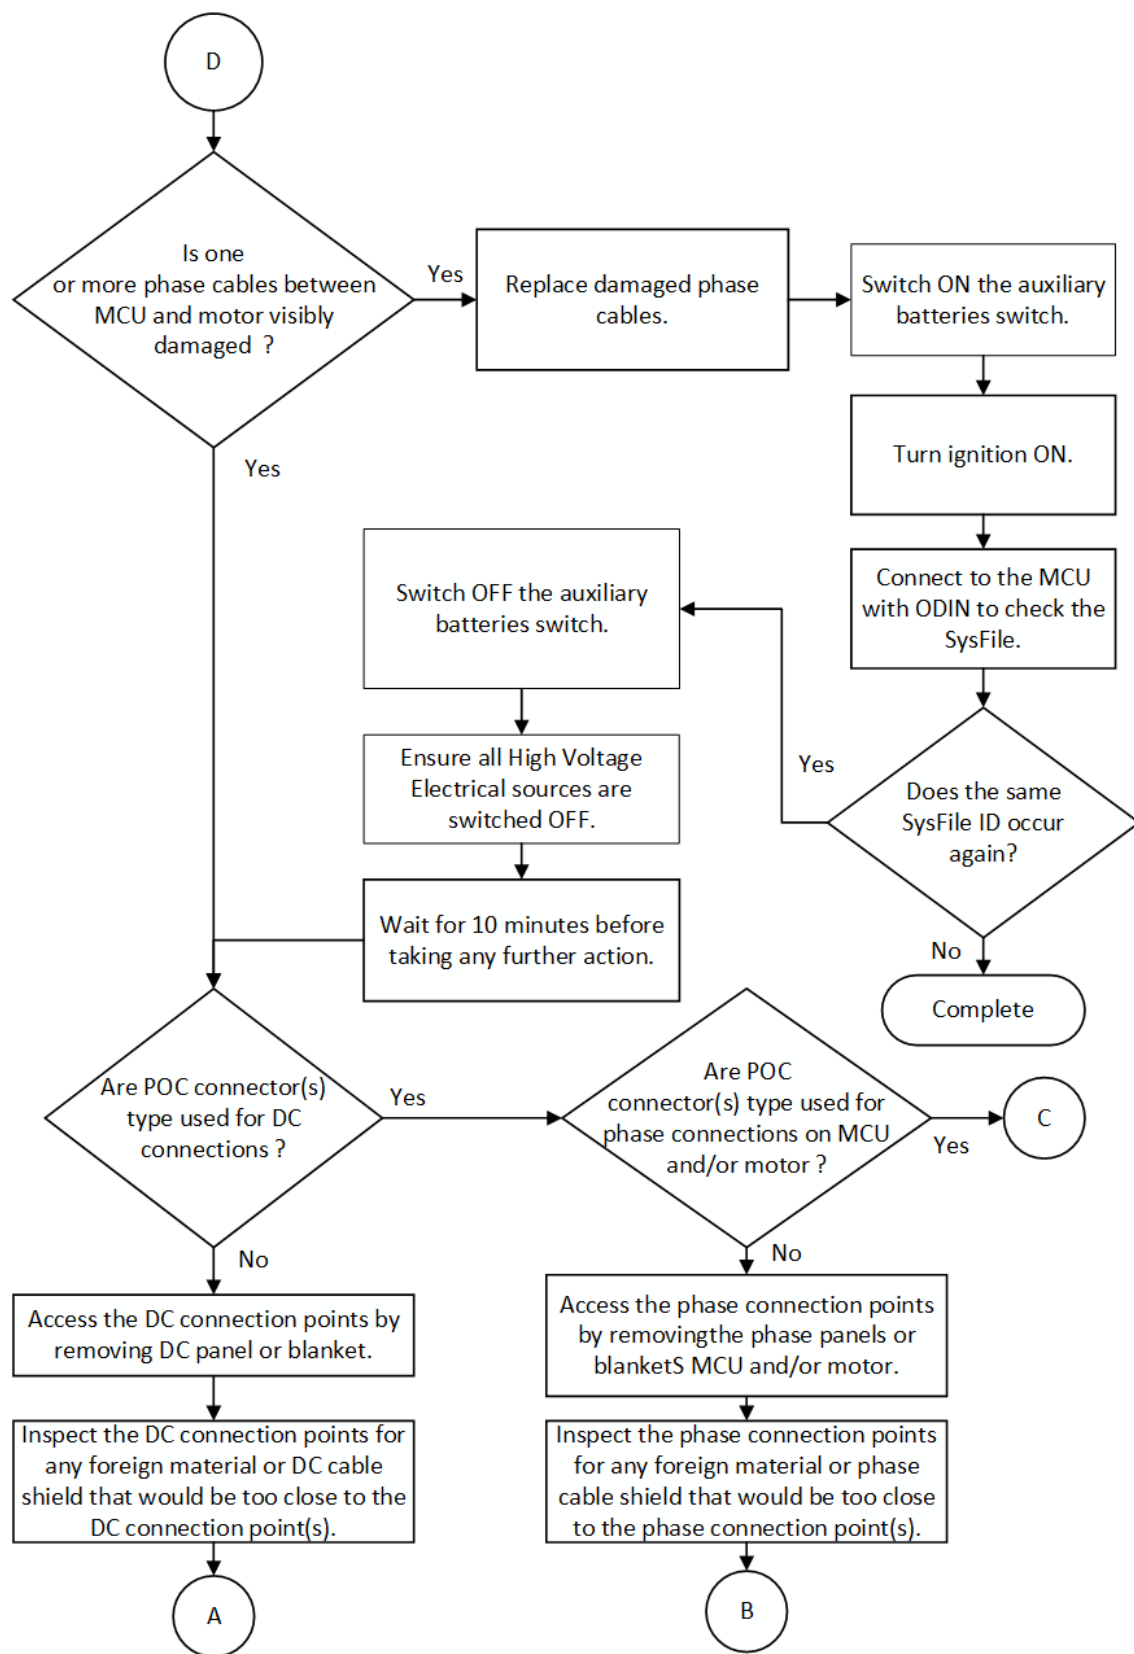 D
Is one
or more phase cables between
MCU and motor visibly
damaged ?
Yes
Replace damaged phase
cables.
Switch ON the auxiliary
batteries switch.
Yes
Turn ignition ON.
Connect to the MCU
with ODIN to check the
SysFile.
Switch OFF the auxiliary
batteries switch.
Yes
Does the same
SysFile ID occur
again?
No
Complete
Ensure all High Voltage
Electrical sources are
switched OFF.
Wait for 10 minutes before
taking any further action.
Are POC connector(s)
type used for DC
connections ?
Yes
Are POC
connector(s) type used for
phase connections on MCU
and/or motor ?
Yes
C
No
Access the DC connection points by
removing DC panel or blanket.
Inspect the DC connection points for
any foreign material or DC cable
shield that would be too close to the
DC connection point(s).
A
No
Access the phase connection points
by removingthe phase panels or
blanketS MCU and/or motor.
Inspect the phase connection points
for any foreign material or phase
cable shield that would be too close
to the phase connection point(s).
B